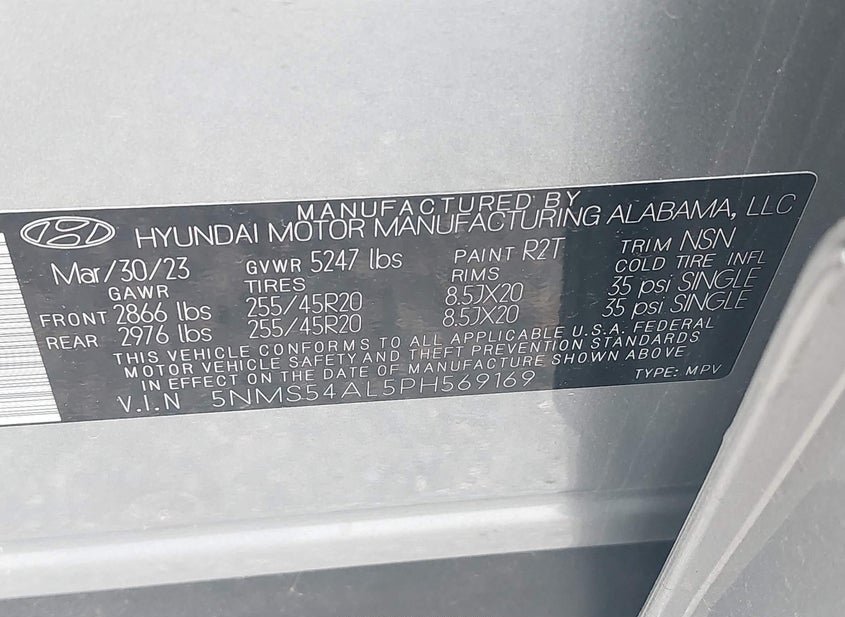 MANUFACTURED BY
HYUNDAI MOTOR MANUFACTURING ALABAMA, LLC
Mar/30/23 GVWR 5247 lbs PAINT R2T TRIM NSN
GAWR TIRES RIMS COLD TIRE INFL
FRONT 2866 lbs 255/45R20 8.5JX20 35 psi SINGLE
REAR 2976 lbs 255/45R20 8.5JX20 35 psi SINGLE
THIS VEHICLE CONFORMS TO ALL APPLICABLE U.S.A. FEDERAL
MOTOR VEHICLE SAFETY AND THEFT PREVENTION STANDARDS
IN EFFECT ON THE DATE OF MANUFACTURE SHOWN ABOVE
V.I.N 5NMS54AL5PH569169 TYPE: MPV